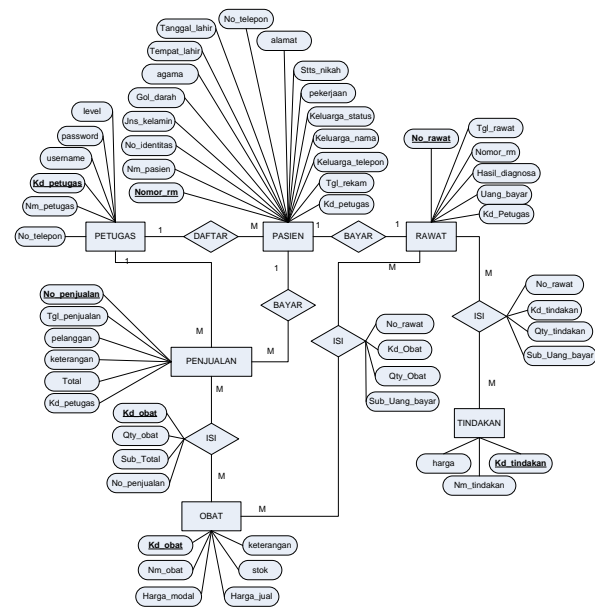 No_telepon
Tanggal_lahir
alamat
Tempat_lahir
agama
Stts_nikah
Gol_darah
pekerjaan
Jns_kelamin
Keluarga_status
No_identitas
Keluarga_nama
Nm_pasien
Keluarga_telepon
Nomor_rm
Tgl_rekam
Kd_petugas
level
password
username
Kd_petugas
Nm_petugas
No_telepon
PETUGAS
1
DAFTAR
M
PASIEN
1
BAYAR
1
RAWAT
No_rawat
Tgl_rawat
Nomor_rm
Hasil_diagnosa
Uang_bayar
Kd_Petugas
1
1
M
M
BAYAR
No_penjualan
Tgl_penjualan
pelanggan
keterangan
Total
Kd_petugas
M
PENJUALAN
M
ISI
No_rawat
Kd_Obat
Qty_Obat
Sub_Uang_bayar
ISI
No_rawat
Kd_tindakan
Qty_tindakan
Sub_Uang_bayar
M
TINDAKAN
harga
Kd_tindakan
Nm_tindakan
M
Kd_obat
Qty_obat
Sub_Total
No_penjualan
ISI
M
M
OBAT
Kd_obat
Nm_obat
Harga_modal
keterangan
stok
Harga_jual